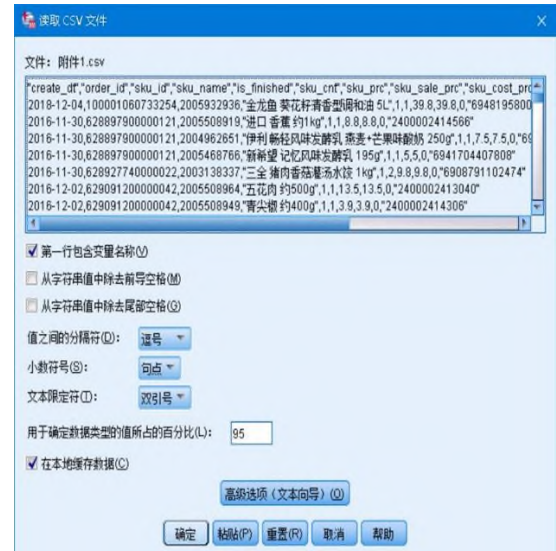 读取 CSV 文件
文件: 附件1.csv
"create_df","order_id","sku_id","sku_name","is_finished","sku_cnt","sku_prc","sku_sale_prc","sku_cost_prc
2018-12-04,100001060733254,2005932936,"金龙鱼 葵花籽清香型调和油 5L",1,1,39.8,39.8,0,"6948195800
2016-11-30,628897900000121,2005508919,"进口 香蕉 约1kg",1,1,8.8,8.8,0,"2400002414566"
2016-11-30,628897900000121,2004962651,"伊利 畅轻风味发酵乳 燕麦+芒果味酸奶 250g",1,1,7.5,7.5,0,"69
2016-11-30,628897900000121,2005468766,"新希望 记忆风味发酵乳 195g",1,1,5,5,0,"6941704407808"
2016-11-30,628927740000022,2003138337,"三全 猪肉香菇灌汤水饺 1kg",1,2,9.8,9.8,0,"6908791102474"
2016-12-02,629091200000042,2005508964,"五花肉 约500g",1,1,13.5,13.5,0,"2400002413040"
2016-12-02,629091200000042,2005508949,"青尖椒 约400g",1,1,3.9,3.9,0,"2400002414306"
第一行包含变量名称(V)
从字符串值中除去前导空格(M)
从字符串值中除去尾部空格(G)
值之间的分隔符(D): 逗号
小数符号(S): 句点
文本限定符(T): 双引号
用于确定数据类型的值所占的百分比(L): 95
在本地缓存数据(C)
高级选项(文本向导)(O)
确定 粘贴(P) 重置(R) 取消 帮助